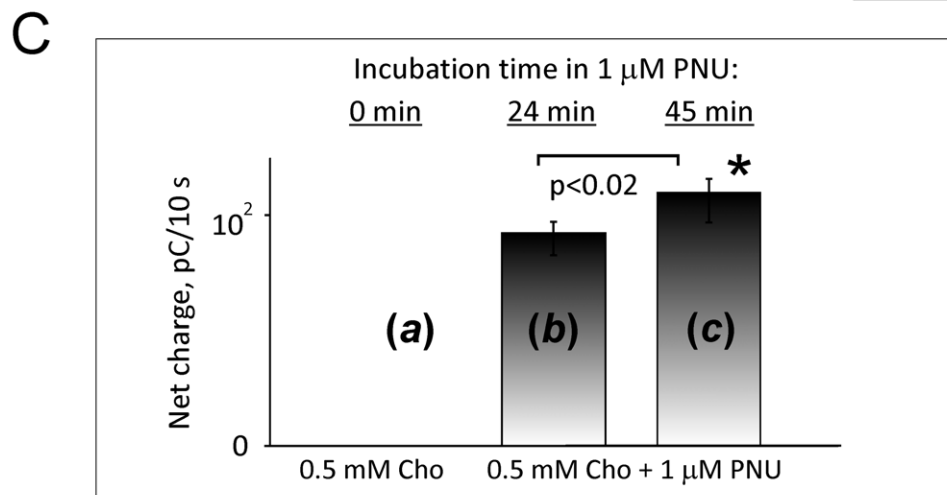 C
Incubation time in 1 μM PNU:
0 min 24 min 45 min
Net charge, pC/10 s
10²
0
p<0.02
*
(a) (b) (c)
0.5 mM Cho 0.5 mM Cho + 1 μM PNU